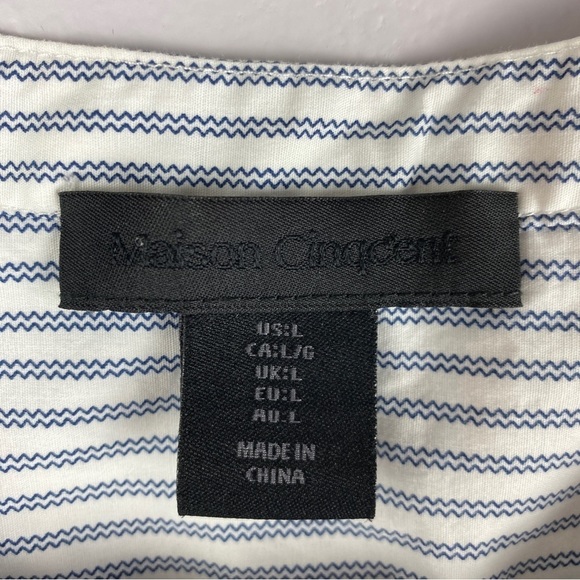 Maison Cinqcent
US:L
CA:L/G
UK:L
EU:L
AU:L
MADE IN
CHINA